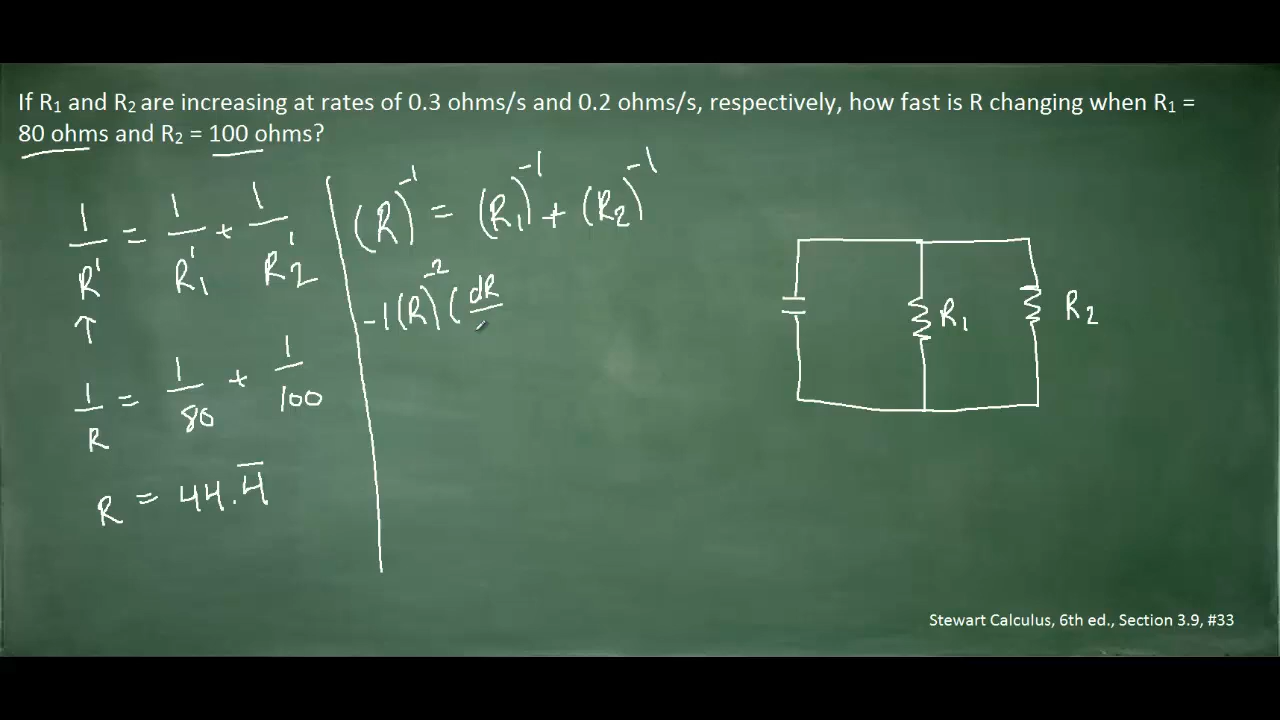 If R₁ and R₂ are increasing at rates of 0.3 ohms/s and 0.2 ohms/s, respectively, how fast is R changing when R₁ =
80 ohms and R₂ = 100 ohms?
1/R' = 1/R₁' + 1/R₂'
↑
1/R = 1/80 + 1/100
R = 44.4̅
(R)⁻¹ = (R₁)⁻¹ + (R₂)⁻¹
-1(R)⁻² (dR/
R₁
R₂
Stewart Calculus, 6th ed., Section 3.9, #33